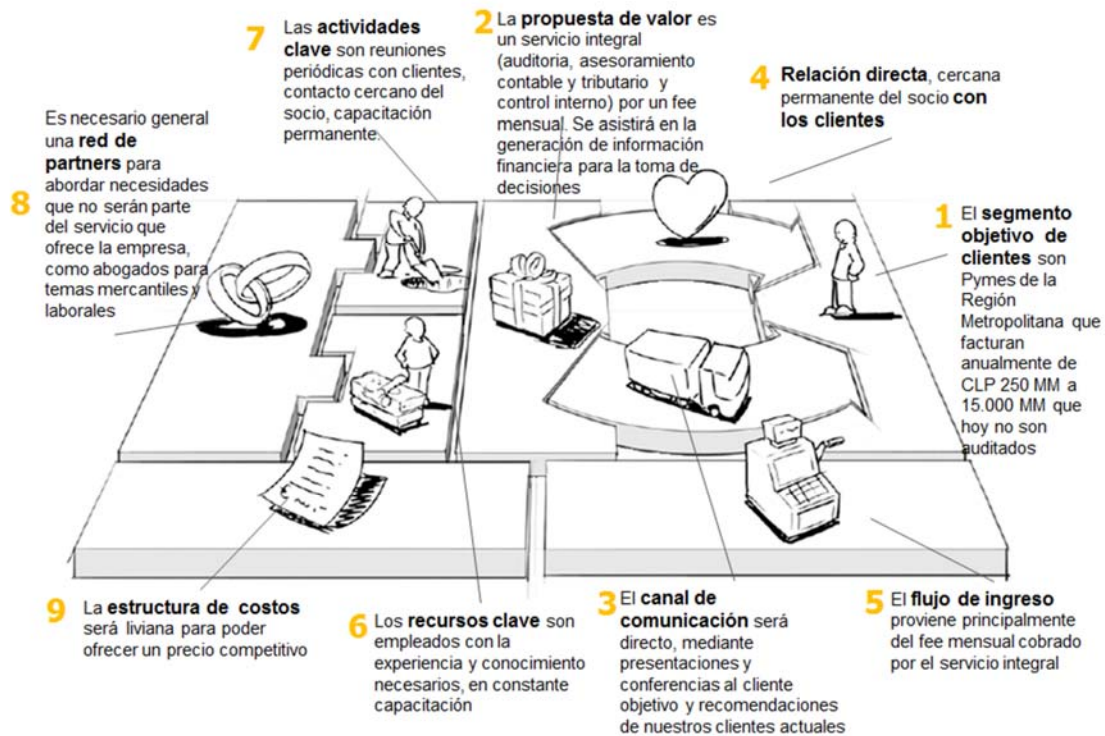 7
Las actividades
clave son reuniones
periódicas con clientes,
contacto cercano del
socio, capacitación
permanente.
2
La propuesta de valor es
un servicio integral
(auditoria, asesoramiento
contable y tributario y
control interno) por un fee
mensual. Se asistirá en la
generación de información
financiera para la toma de
decisiones
4
Relación directa, cercana
permanente del socio con
los clientes
8
Es necesario general
una red de
partners para
abordar necesidades
que no serán parte
del servicio que
ofrece la empresa,
como abogados para
temas mercantiles y
laborales
1
El segmento
objetivo de
clientes son
Pymes de la
Región
Metropolitana que
facturan
anualmente de
CLP 250 MM a
15.000 MM que
hoy no son
auditados
9
La estructura de costos
será liviana para poder
ofrecer un precio competitivo
6
Los recursos clave son
empleados con la
experiencia y conocimiento
necesarios, en constante
capacitación
3
El canal de
comunicación será
directo, mediante
presentaciones y
conferencias al cliente
objetivo y recomendaciones
de nuestros clientes actuales
5
El flujo de ingreso
proviene principalmente
del fee mensual cobrado
por el servicio integral